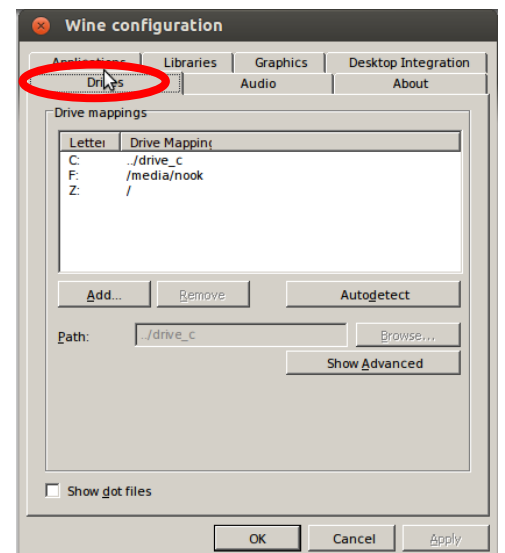 Wine configuration
Applications Libraries Graphics Desktop Integration
Drives Audio About
Drive mappings
Letter Drive Mapping
C: ../drive_c
F: /media/nook
Z: /
Add... Remove Autodetect
Path: ../drive_c Browse...
Show Advanced
Show dot files
OK Cancel Apply